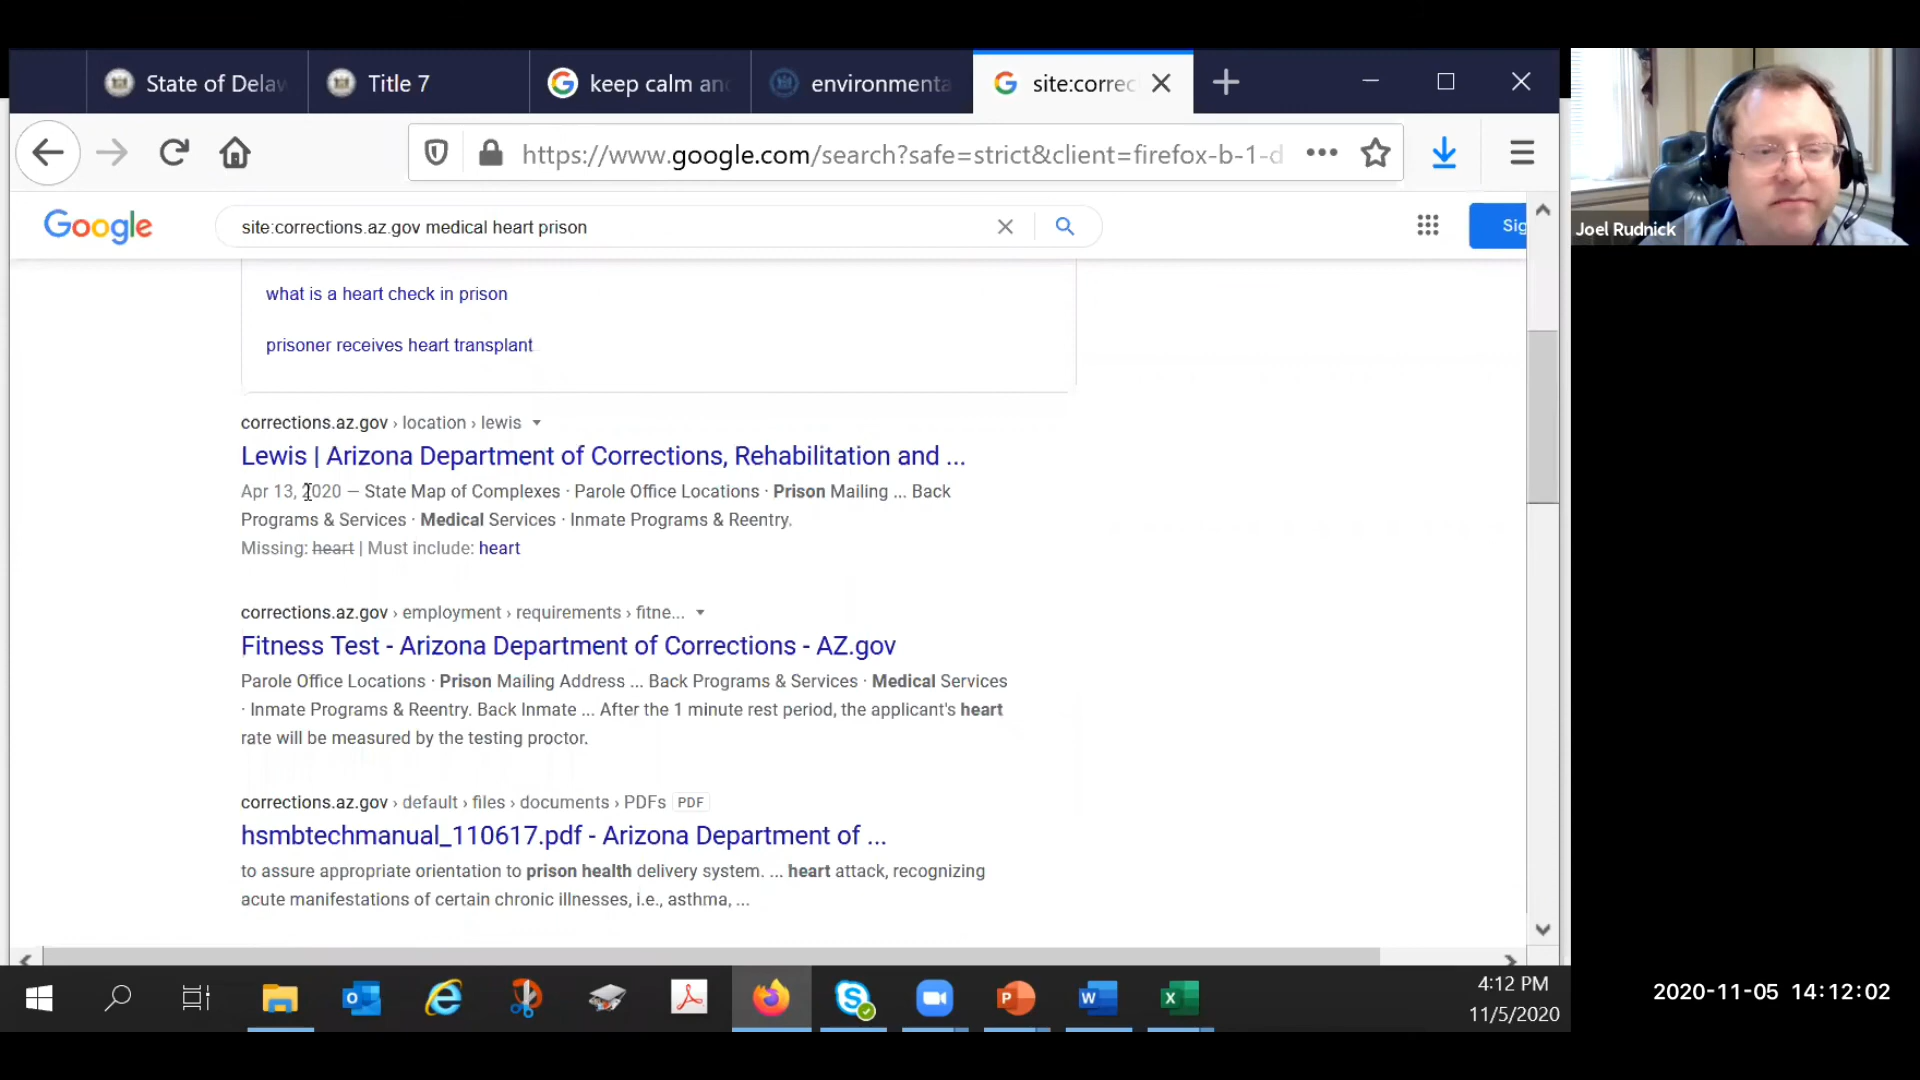 State of Delaw
Title 7
keep calm and
environmenta
site:correc
https://www.google.com/search?safe=strict&client=firefox-b-1-d
Joel Rudnick
Google
site:corrections.az.gov medical heart prison
Sig
what is a heart check in prison
prisoner receives heart transplant
corrections.az.gov › location › lewis
Lewis | Arizona Department of Corrections, Rehabilitation and ...
Apr 13, 2020 — State Map of Complexes · Parole Office Locations · Prison Mailing ... Back
Programs & Services · Medical Services · Inmate Programs & Reentry.
Missing: heart | Must include: heart
corrections.az.gov › employment › requirements › fitne...
Fitness Test - Arizona Department of Corrections - AZ.gov
Parole Office Locations · Prison Mailing Address ... Back Programs & Services · Medical Services
· Inmate Programs & Reentry. Back Inmate ... After the 1 minute rest period, the applicant's heart
rate will be measured by the testing proctor.
corrections.az.gov › default › files › documents › PDFs PDF
hsmbtechmanual_110617.pdf - Arizona Department of ...
to assure appropriate orientation to prison health delivery system. ... heart attack, recognizing
acute manifestations of certain chronic illnesses, i.e., asthma, ...
4:12 PM
11/5/2020
2020-11-05 14:12:02